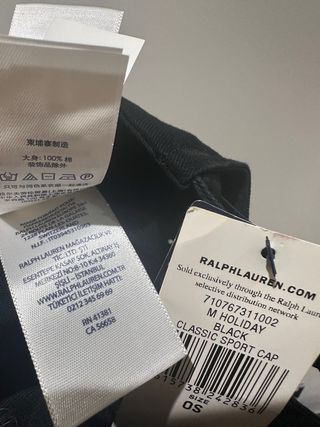 柬埔寨制造
大身: 100% 棉
装饰品除外
RALPH LAUREN MAĞAZACILIK VE
TİC. LTD. ŞTİ.
ESENTEPE KASAP SOK. ALTINAY İŞ
MERKEZİ NO:8-10 K:4 34365
ŞİŞLİ - İSTANBUL
RALPHLAUREN.COM.TR
TÜKETİCİ İLETİŞİM HATTI:
0212 345 69 69
RN 41381
CA 56658
RALPHLAUREN.COM
Sold exclusively through the Ralph Lauren
selective distribution network
710767311002
M HOLIDAY
BLACK
CLASSIC SPORT CAP
SIZE
OS